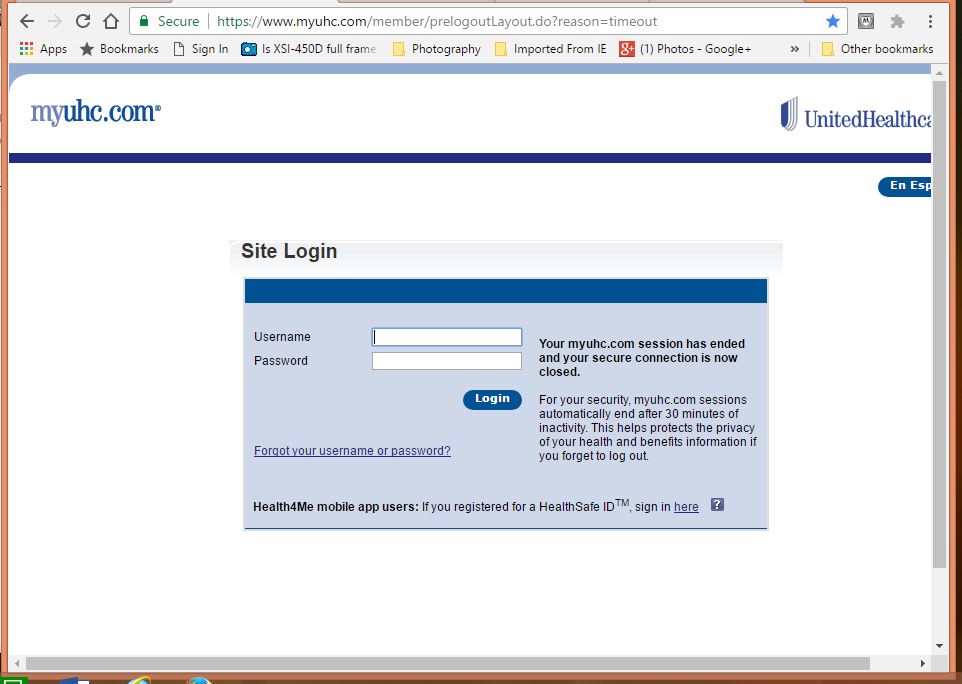 Secure https://www.myuhc.com/member/prelogoutLayout.do?reason=timeout
Apps Bookmarks Sign In Is XSI-450D full frame Photography Imported From IE (1) Photos - Google+ » Other bookmarks
myuhc.com®
UnitedHealthca
En Esp
Site Login
Username
Password
Login
Forgot your username or password?
Your myuhc.com session has ended
and your secure connection is now
closed.
For your security, myuhc.com sessions
automatically end after 30 minutes of
inactivity. This helps protects the privacy
of your health and benefits information if
you forget to log out.
Health4Me mobile app users: If you registered for a HealthSafe ID™, sign in here ?